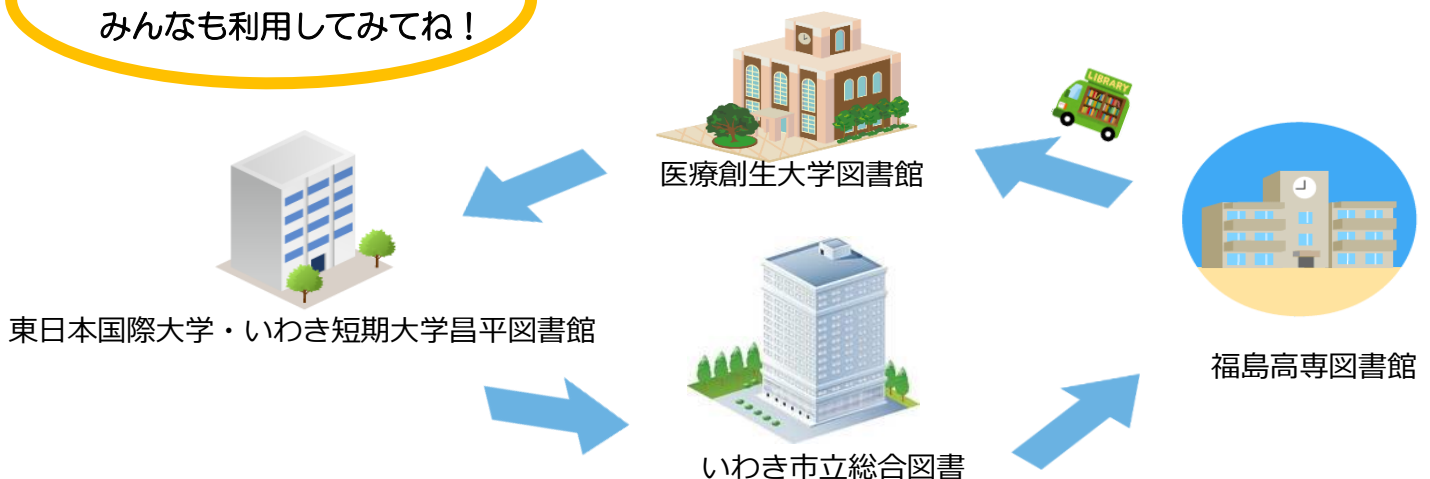 みんなも利用してみてね！
LIBRARY
医療創生大学図書館
東日本国際大学・いわき短期大学昌平図書館
福島高専図書館
いわき市立総合図書